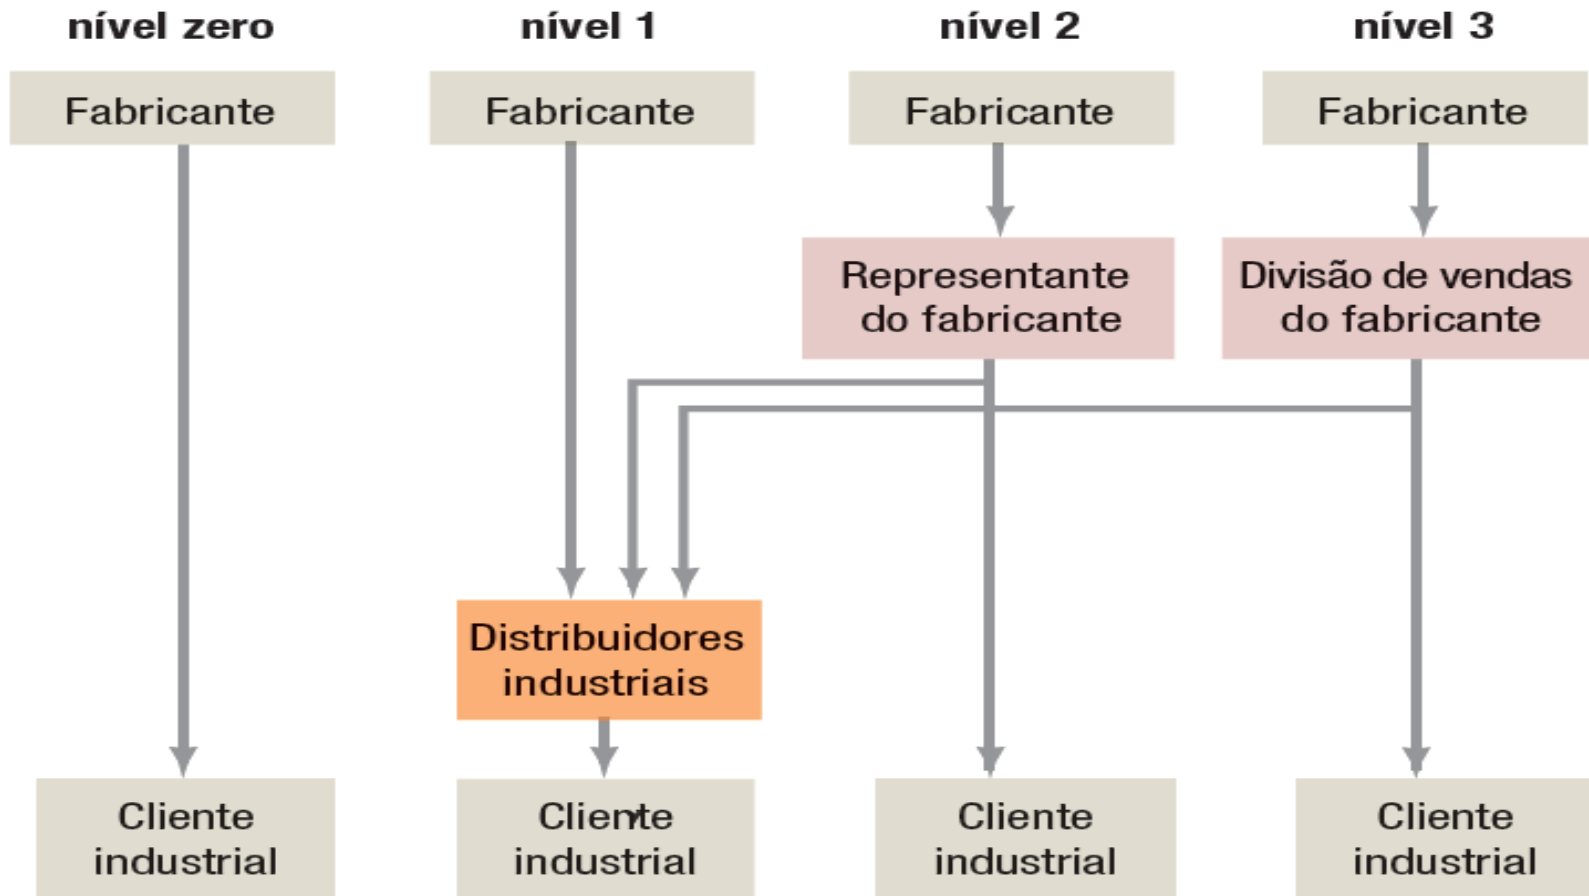 nível zero
nível 1
nível 2
nível 3
Fabricante
Fabricante
Fabricante
Fabricante
Representante
do fabricante
Divisão de vendas
do fabricante
Distribuidores
industriais
Cliente
industrial
Cliente
industrial
Cliente
industrial
Cliente
industrial